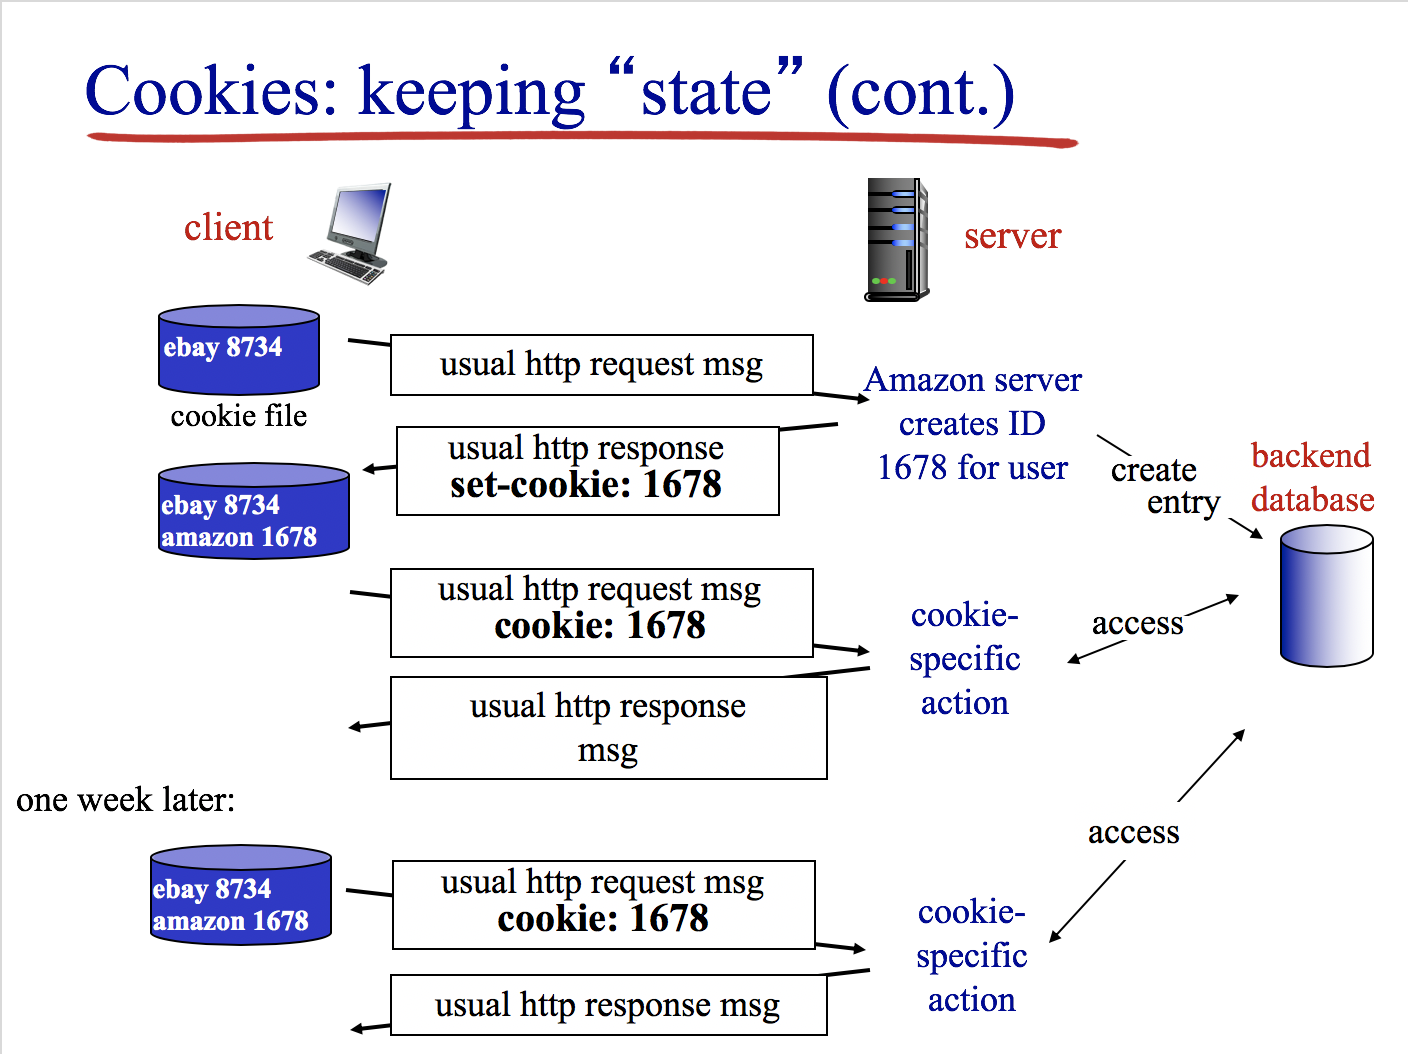 Cookies: keeping “state” (cont.)
client
server
ebay 8734
cookie file
usual http request msg
Amazon server
creates ID
1678 for user
create
entry
backend
database
usual http response
set-cookie: 1678
ebay 8734
amazon 1678
usual http request msg
cookie: 1678
cookie-
specific
action
access
usual http response
msg
one week later:
ebay 8734
amazon 1678
usual http request msg
cookie: 1678
cookie-
specific
action
access
usual http response msg